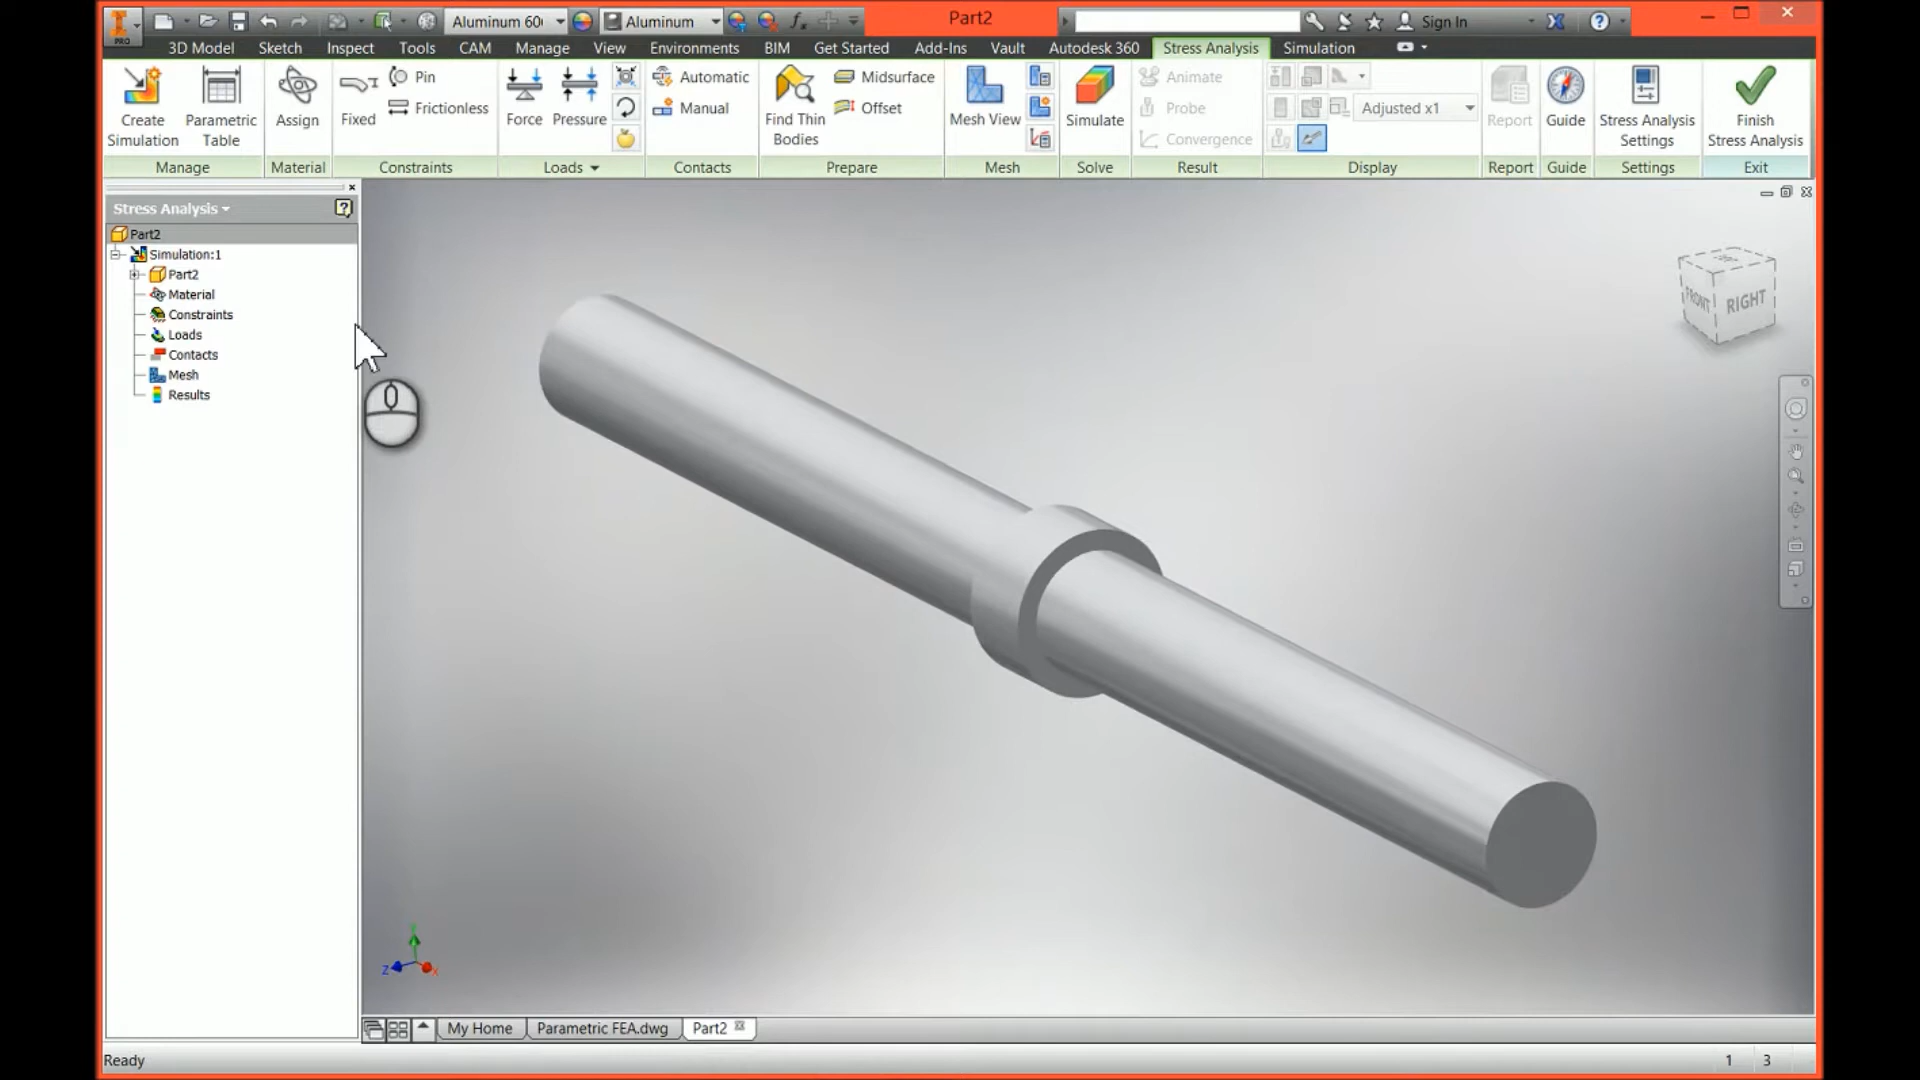 PRO
Aluminum 606
Aluminum
Part2
Sign In
3D Model Sketch Inspect Tools CAM Manage View Environments BIM Get Started Add-Ins Vault Autodesk 360 Stress Analysis Simulation
Create Simulation
Parametric Table
Assign
Fixed
Pin
Frictionless
Force
Pressure
Automatic
Manual
Find Thin Bodies
Midsurface
Offset
Mesh View
Simulate
Animate
Probe
Convergence
Adjusted x1
Report
Guide
Stress Analysis Settings
Finish Stress Analysis
Manage Material Constraints Loads Contacts Prepare Mesh Solve Result Display Report Guide Settings Exit
Stress Analysis
Part2
Simulation:1
Part2
Material
Constraints
Loads
Contacts
Mesh
Results
FRONT RIGHT
Z
X
My Home Parametric FEA.dwg Part2
Ready
1 3